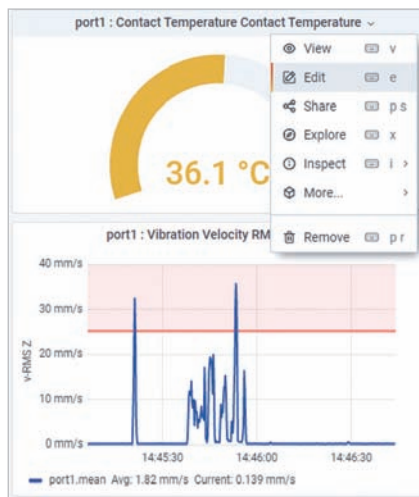 port1 : Contact Temperature Contact Temperature
View v
Edit e
Share p s
Explore x
Inspect i
More...
Remove p r
36.1 °C
port1 : Vibration Velocity RM
40 mm/s
30 mm/s
20 mm/s
10 mm/s
0 mm/s
v-RMS Z
14:45:30 14:46:00 14:46:30
port1.mean Avg: 1.82 mm/s Current: 0.139 mm/s